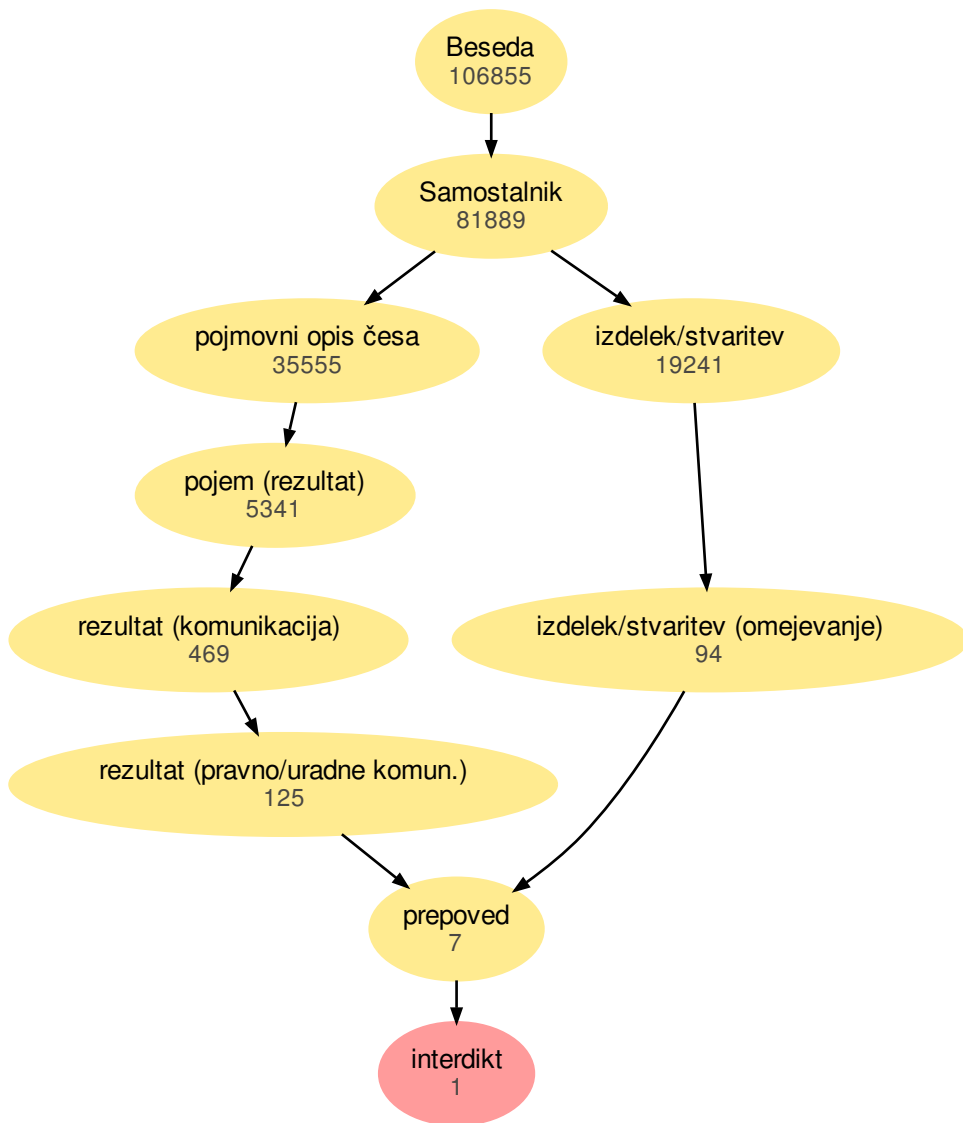 Beseda
106855
Samostalnik
81889
pojmovni opis česa
35555
izdelek/stvaritev
19241
pojem (rezultat)
5341
rezultat (komunikacija)
469
izdelek/stvaritev (omejevanje)
94
rezultat (pravno/uradne komun.)
125
prepoved
7
interdikt
1